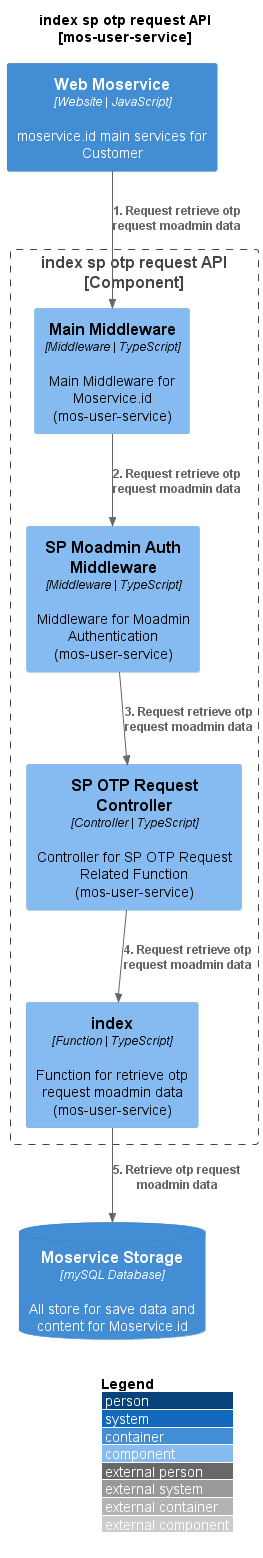 index sp otp request API
[mos-user-service]
Web Moservice
[Website | JavaScript]
moservice.id main services for
Customer
1. Request retrieve otp
request moadmin data
index sp otp request API
[Component]
Main Middleware
[Middleware | TypeScript]
Main Middleware for
Moservice.id
(mos-user-service)
2. Request retrieve otp
request moadmin data
SP Moadmin Auth
Middleware
[Middleware | TypeScript]
Middleware for Moadmin
Authentication
(mos-user-service)
3. Request retrieve otp
request moadmin data
SP OTP Request
Controller
[Controller | TypeScript]
Controller for SP OTP Request
Related Function
(mos-user-service)
4. Request retrieve otp
request moadmin data
index
[Function | TypeScript]
Function for retrieve otp
request moadmin data
(mos-user-service)
5. Retrieve otp request
moadmin data
Moservice Storage
[mySQL Database]
All store for save data and
content for Moservice.id
Legend
person
system
container
component
external person
external system
external container
external component